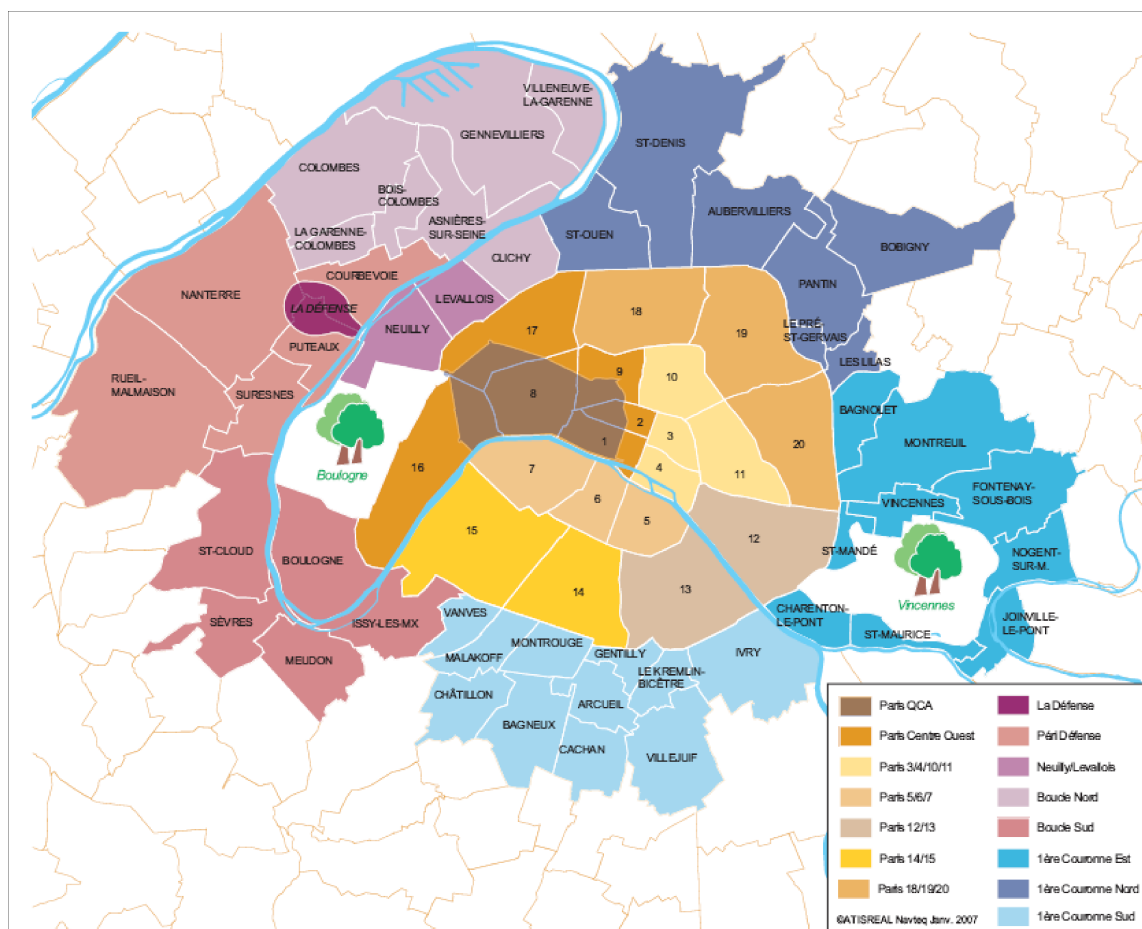 VILLENEUVE-
LA-GARENNE
GENNEVILLIERS
ST-DENIS
COLOMBES
BOIS-
COLOMBES
AUBERVILLIERS
ASNIÈRES-
SUR-SEINE
LA GARENNE-
COLOMBES
ST-OUEN
BOBIGNY
CLICHY
COURBEVOIE
PANTIN
NANTERRE
LEVALLOIS
LA DÉFENSE
18
17
19
LE PRÉ
ST-GERVAIS
NEUILLY
PUTEAUX
LES LILAS
RUEIL-
MALMAISON
SURESNES
9
10
8
BAGNOLET
2
3
1
20
MONTREUIL
16
7
4
11
Boulogne
FONTENAY-
SOUS-BOIS
6
VINCENNES
5
15
12
ST-CLOUD
BOULOGNE
ST-MANDÉ
NOGENT-
SUR-M.
14
13
Vincennes
SÈVRES
ISSY-LES-MX
VANVES
CHARENTON-
LE-PONT
JOINVILLE-
LE-PONT
ST-MAURICE
MONTROUGE
GENTILLY
IVRY
MEUDON
MALAKOFF
LE KREMLIN-
BICÊTRE
CHÂTILLON
ARCUEIL
BAGNEUX
CACHAN
VILLEJUIF
Paris QCA
Paris Centre Ouest
Paris 3/4/10/11
Paris 5/6/7
Paris 12/13
Paris 14/15
Paris 18/19/20
La Défense
Péri Défense
Neuilly/Levallois
Boucle Nord
Boucle Sud
1ère Couronne Est
1ère Couronne Nord
1ère Couronne Sud
©ATISREAL Navteq Janv. 2007